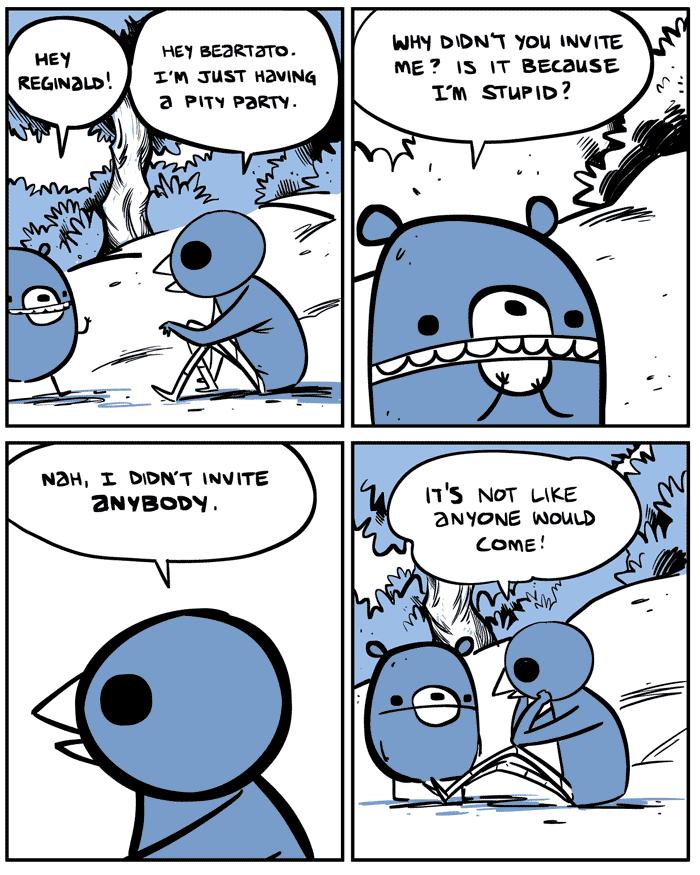 HEY
REGINALD!
HEY BEARTATO.
I'M JUST HAVING
A PITY PARTY.
WHY DIDN'T YOU INVITE
ME? IS IT BECAUSE
I'M STUPID?
NAH, I DIDN'T INVITE
ANYBODY.
IT'S NOT LIKE
ANYONE WOULD
COME!